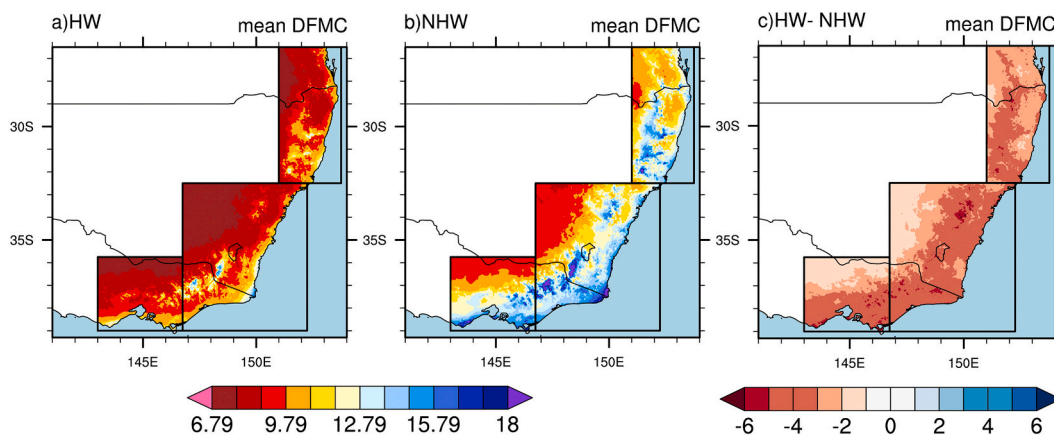 a)HW mean DFMC b)NHW mean DFMC c)HW- NHW mean DFMC
30S 30S 30S
35S 35S 35S
145E 150E 145E 150E 145E 150E
6.79 9.79 12.79 15.79 18 -6 -4 -2 0 2 4 6